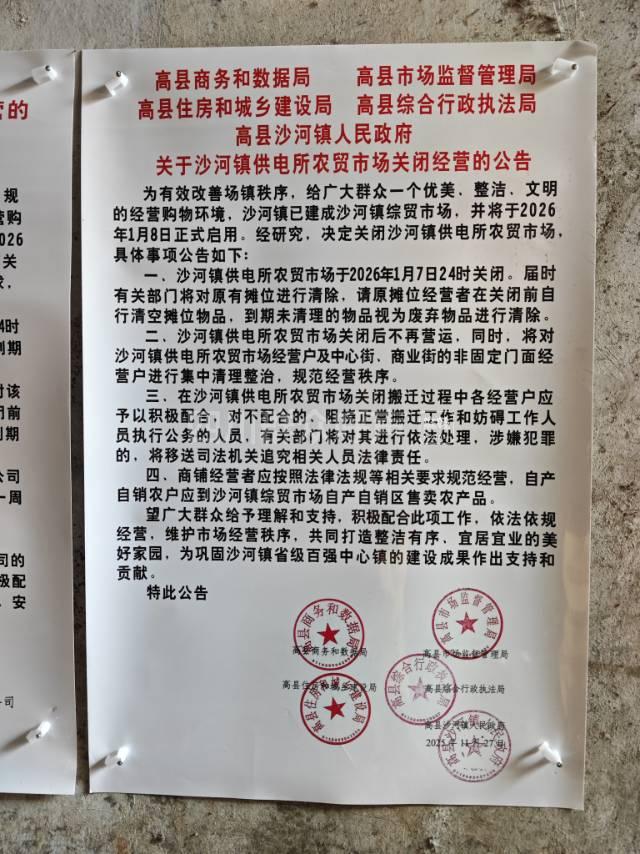 高县商务和数据局 高县市场监督管理局
高县住房和城乡建设局 高县综合行政执法局
高县沙河镇人民政府
关于沙河镇供电所农贸市场关闭经营的公告
为有效改善场镇秩序，给广大群众一个优美、整洁、文明
的经营购物环境，沙河镇已建成沙河镇综贸市场，并将于2026
年1月8日正式启用。经研究，决定关闭沙河镇供电所农贸市场，
具体事项公告如下：
一、沙河镇供电所农贸市场于2026年1月7日24时关闭。届时
有关部门将对原有摊位进行清除，请原摊位经营者在关闭前自
行清空摊位物品，到期未清理的物品视为废弃物品进行清除。
二、沙河镇供电所农贸市场关闭后不再营运，同时，将对
沙河镇供电所农贸市场经营户及中心街、商业街的非固定门面经
营户进行集中清理整治，规范经营秩序。
三、在沙河镇供电所农贸市场关闭搬迁过程中各经营户应
予以积极配合，对不配合的、阻挠正常搬迁工作和妨碍工作人
员执行公务的人员，有关部门将对其进行依法处理，涉嫌犯罪
的，将移送司法机关追究相关人员法律责任。
四、商铺经营者应按照法律法规等相关要求规范经营，自产
自销农户应到沙河镇综贸市场自产自销区售卖农产品。
望广大群众给予理解和支持，积极配合此项工作，依法依规
经营，维护市场经营秩序，共同打造整洁有序、宜居宜业的美
好家园，为巩固沙河镇省级百强中心镇的建设成果作出支持和
贡献。
特此公告
高县商务和数据局 高县市场监督管理局
高县住房和城乡建设局 高县综合行政执法局
高县沙河镇人民政府
2025年11月27日